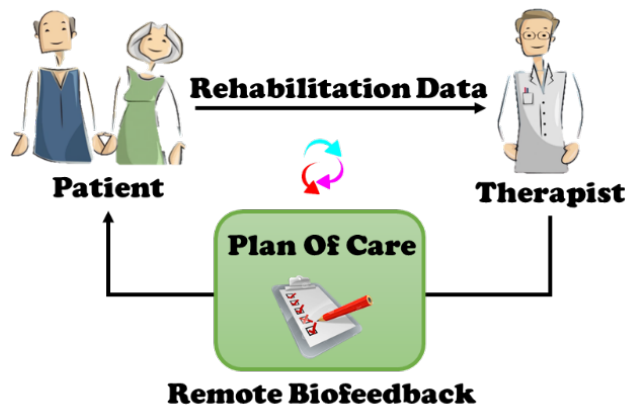 Rehabilitation Data
Patient
Therapist
Plan Of Care
Remote Biofeedback